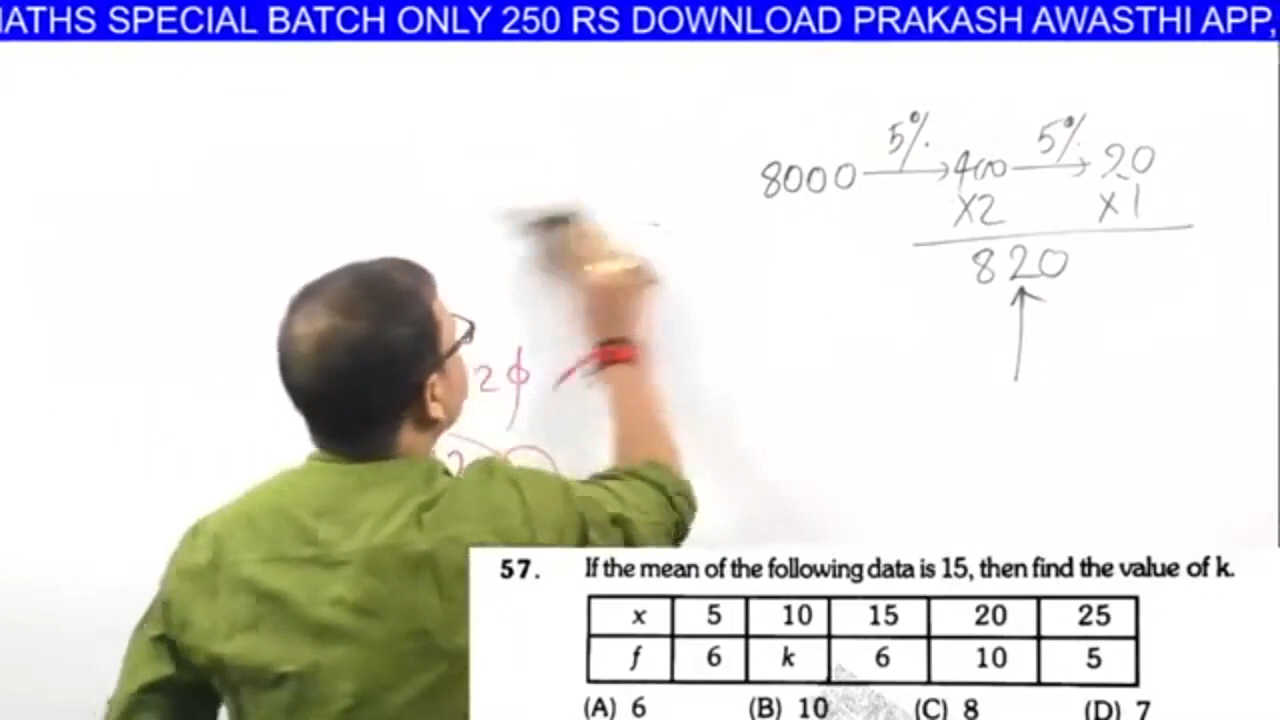 MATHS SPECIAL BATCH ONLY 250 RS DOWNLOAD PRAKASH AWASTHI APP,
5% 5%
8000 → 400 → 20
X2 X1
820
2
57. If the mean of the following data is 15, then find the value of k.
x 5 10 15 20 25
f 6 k 6 10 5
(A) 6 (B) 10 (C) 8 (D) 7